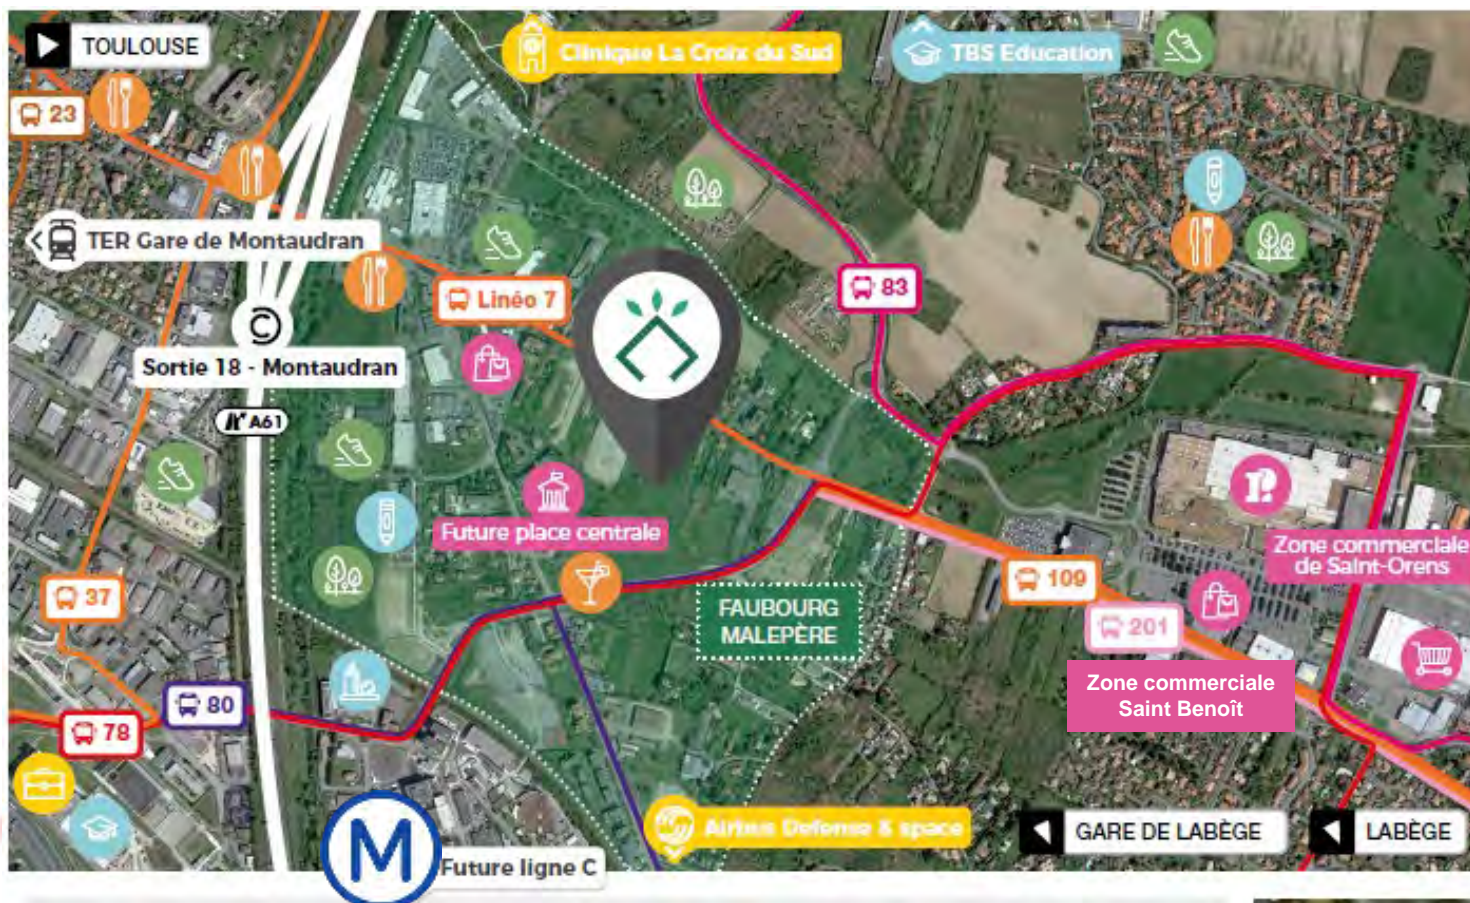 TOULOUSE
Clinique La Croix du Sud
TBS Education
23
TER Gare de Montaudran
Linéo 7
83
Sortie 18 - Montaudran
A61
Future place centrale
Zone commerciale
de Saint-Orens
37
109
FAUBOURG
MALEPÈRE
201
Zone commerciale
Saint Benoît
80
78
Airbus Defense & space
GARE DE LABÈGE
LABÈGE
M
Future ligne C